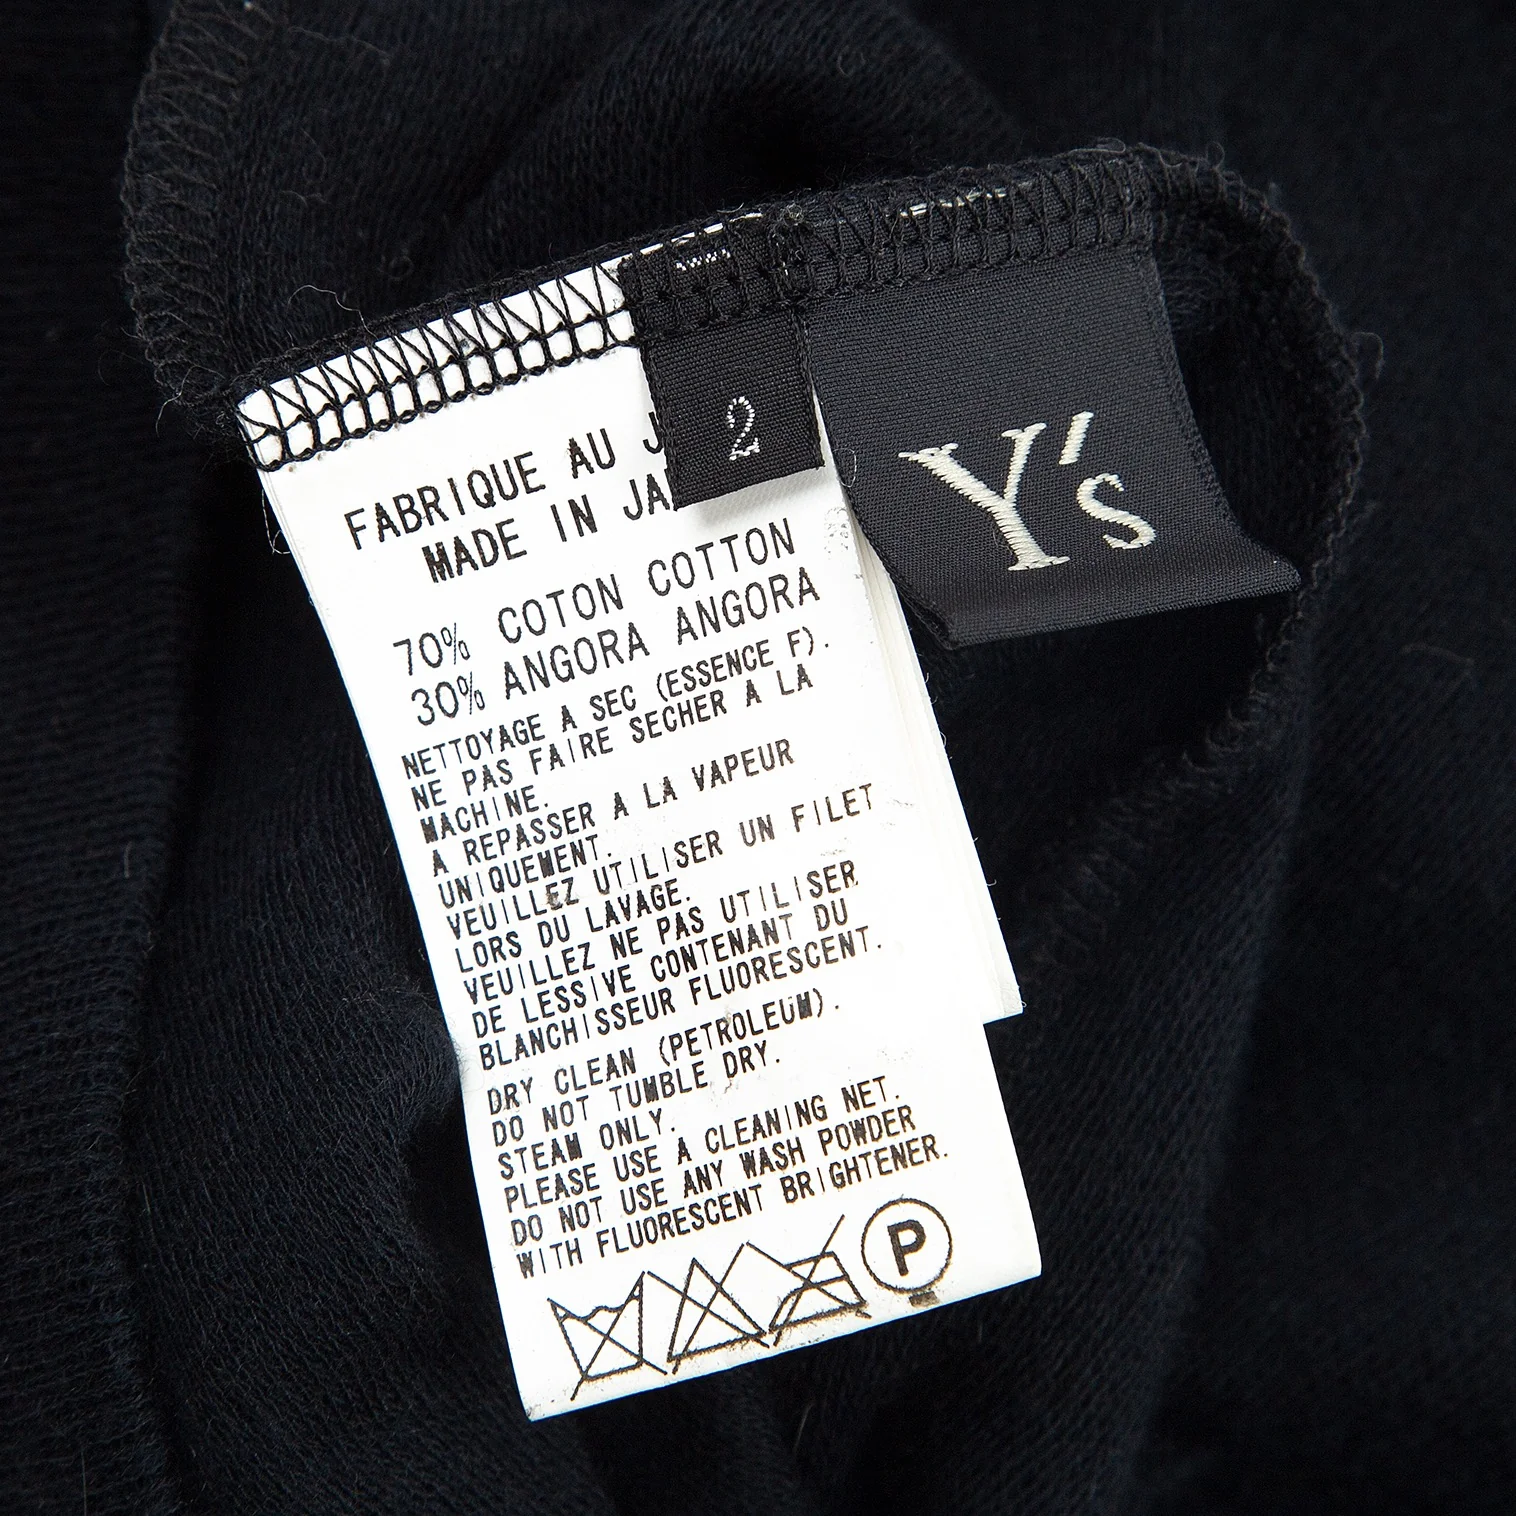 2
Y's
FABRIQUE AU
MADE IN
70% COTON COTTON
30% ANGORA ANGORA
NETTOYAGE A SEC (ESSENCE F).
NE PAS FAIRE SECHER A LA
MACHINE.
A REPASSER A LA VAPEUR
UNIQUEMENT.
VEUILLEZ UTILISER UN FILET
LORS DU LAVAGE.
VEUILLEZ NE PAS UTILISER
DE LESSIVE CONTENANT DU
BLANCHISSEUR FLUORESCENT.
DRY CLEAN (PETROLEUM).
DO NOT TUMBLE DRY.
STEAM ONLY.
PLEASE USE A CLEANING NET.
DO NOT USE ANY WASH POWDER
WITH FLUORESCENT BRIGHTENER.
P